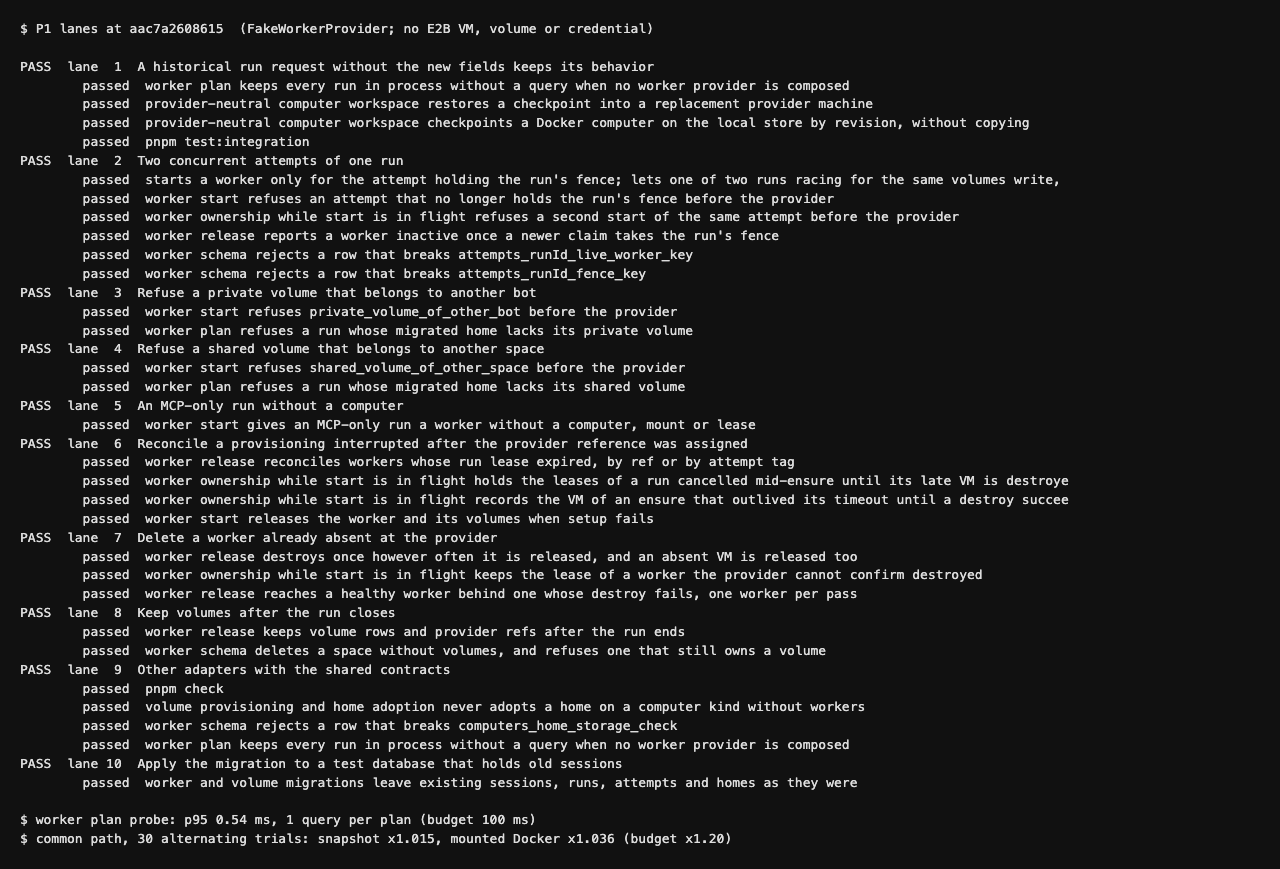 $ P1 lanes at aac7a2608615  (FakeWorkerProvider; no E2B VM, volume or credential)
PASS  lane  1  A historical run request without the new fields keeps its behavior
passed  worker plan keeps every run in process without a query when no worker provider is composed
passed  provider-neutral computer workspace restores a checkpoint into a replacement provider machine
passed  provider-neutral computer workspace checkpoints a Docker computer on the local store by revision, without copying
passed  pnpm test:integration
PASS  lane  2  Two concurrent attempts of one run
passed  starts a worker only for the attempt holding the run's fence; lets one of two runs racing for the same volumes write,
passed  worker start refuses an attempt that no longer holds the run's fence before the provider
passed  worker ownership while start is in flight refuses a second start of the same attempt before the provider
passed  worker release reports a worker inactive once a newer claim takes the run's fence
passed  worker schema rejects a row that breaks attempts_runId_live_worker_key
passed  worker schema rejects a row that breaks attempts_runId_fence_key
PASS  lane  3  Refuse a private volume that belongs to another bot
passed  worker start refuses private_volume_of_other_bot before the provider
passed  worker plan refuses a run whose migrated home lacks its private volume
PASS  lane  4  Refuse a shared volume that belongs to another space
passed  worker start refuses shared_volume_of_other_space before the provider
passed  worker plan refuses a run whose migrated home lacks its shared volume
PASS  lane  5  An MCP-only run without a computer
passed  worker start gives an MCP-only run a worker without a computer, mount or lease
PASS  lane  6  Reconcile a provisioning interrupted after the provider reference was assigned
passed  worker release reconciles workers whose run lease expired, by ref or by attempt tag
passed  worker ownership while start is in flight holds the leases of a run cancelled mid-ensure until its late VM is destroye
passed  worker ownership while start is in flight records the VM of an ensure that outlived its timeout until a destroy succee
passed  worker start releases the worker and its volumes when setup fails
PASS  lane  7  Delete a worker already absent at the provider
passed  worker release destroys once however often it is released, and an absent VM is released too
passed  worker ownership while start is in flight keeps the lease of a worker the provider cannot confirm destroyed
passed  worker release reaches a healthy worker behind one whose destroy fails, one worker per pass
PASS  lane  8  Keep volumes after the run closes
passed  worker release keeps volume rows and provider refs after the run ends
passed  worker schema deletes a space without volumes, and refuses one that still owns a volume
PASS  lane  9  Other adapters with the shared contracts
passed  pnpm check
passed  volume provisioning and home adoption never adopts a home on a computer kind without workers
passed  worker schema rejects a row that breaks computers_home_storage_check
passed  worker plan keeps every run in process without a query when no worker provider is composed
PASS  lane 10  Apply the migration to a test database that holds old sessions
passed  worker and volume migrations leave existing sessions, runs, attempts and homes as they were
$ worker plan probe: p95 0.54 ms, 1 query per plan (budget 100 ms)
$ common path, 30 alternating trials: snapshot x1.015, mounted Docker x1.036 (budget x1.20)